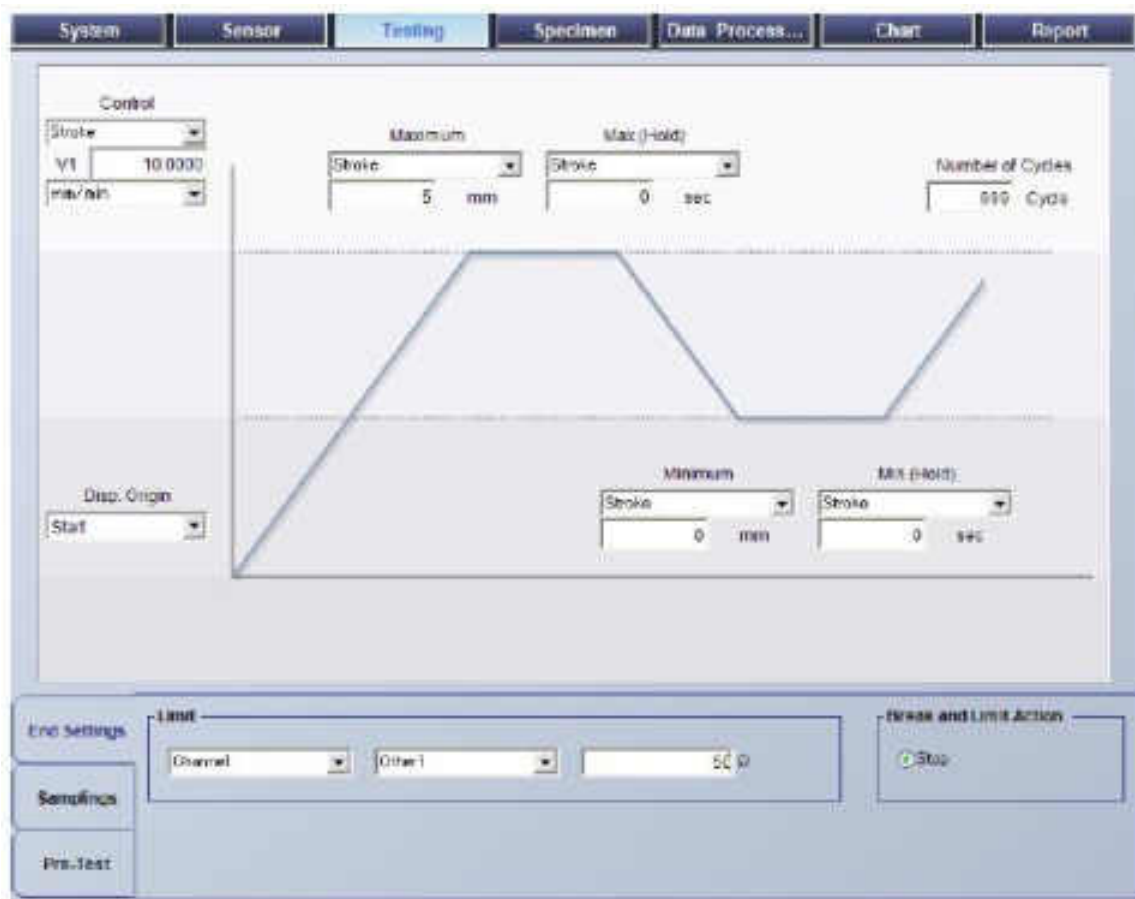 System Sensor Testing Specimen Data Process... Chart Report
Control
Stroke
V1 10.0000
mm/min
Maximum
Stroke
5 mm
Max (Hold)
Stroke
0 sec
Number of Cycles
999 Cycle
Disp. Origin
Start
Minimum
Stroke
0 mm
Min (Hold)
Stroke
0 sec
End Settings
Samplings
Pre-Test
Limit
Channel Other1 50 Ω
Break and Limit Action
Stop